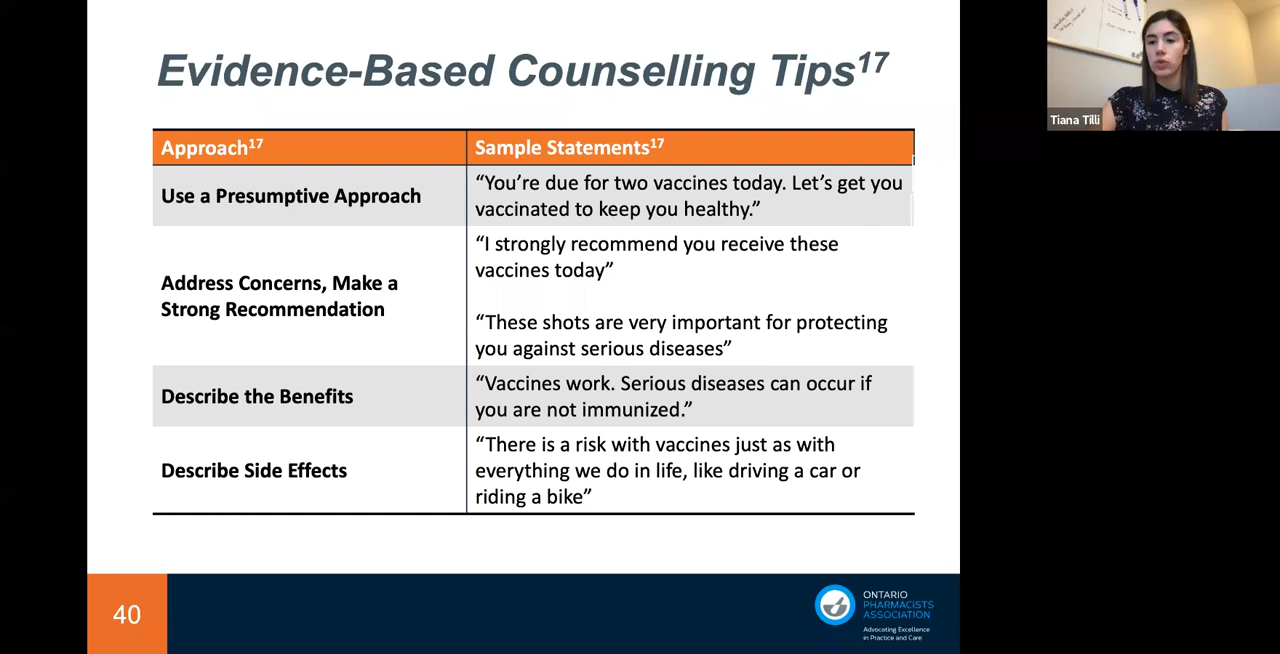 Evidence-Based Counselling Tips17
Approach17
Sample Statements17
Use a Presumptive Approach
“You’re due for two vaccines today. Let’s get you
vaccinated to keep you healthy.”
Address Concerns, Make a
Strong Recommendation
“I strongly recommend you receive these
vaccines today”
“These shots are very important for protecting
you against serious diseases”
Describe the Benefits
“Vaccines work. Serious diseases can occur if
you are not immunized.”
Describe Side Effects
“There is a risk with vaccines just as with
everything we do in life, like driving a car or
riding a bike”
40
ONTARIO
PHARMACISTS
ASSOCIATION
Advocating Excellence
in Practice and Care
Tiana Tilli